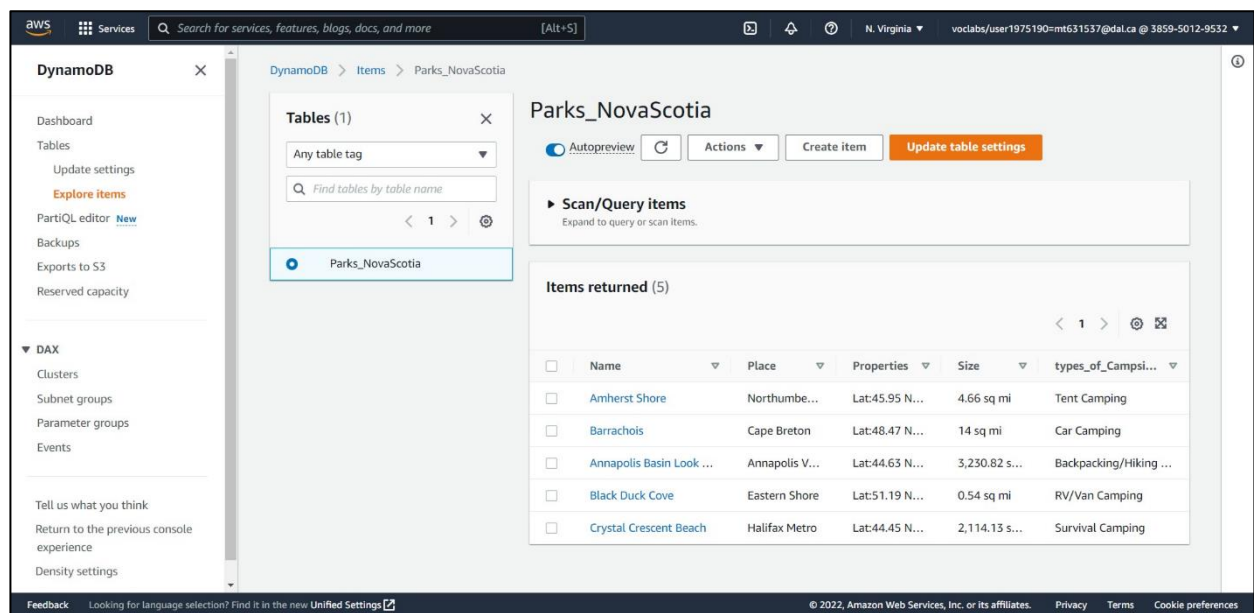 aws Services Search for services, features, blogs, docs, and more [Alt+S] N. Virginia voclabs/user1975190=mt631537@dal.ca @ 3859-5012-9532
DynamoDB
Dashboard
Tables
Update settings
Explore items
PartiQL editor New
Backups
Exports to S3
Reserved capacity
DAX
Clusters
Subnet groups
Parameter groups
Events
Tell us what you think
Return to the previous console
experience
Density settings
DynamoDB > Items > Parks_NovaScotia
Tables (1)
Any table tag
Find tables by table name
< 1 >
Parks_NovaScotia
Parks_NovaScotia
Autopreview Actions Create item Update table settings
Scan/Query items
Expand to query or scan items.
Items returned (5)
< 1 >
Name Place Properties Size types_of_Campsi...
Amherst Shore Northumbe... Lat:45.95 N... 4.66 sq mi Tent Camping
Barrachois Cape Breton Lat:48.47 N... 14 sq mi Car Camping
Annapolis Basin Look ... Annapolis V... Lat:44.63 N... 3,230.82 s... Backpacking/Hiking ...
Black Duck Cove Eastern Shore Lat:51.19 N... 0.54 sq mi RV/Van Camping
Crystal Crescent Beach Halifax Metro Lat:44.45 N... 2,114.13 s... Survival Camping
Feedback Looking for language selection? Find it in the new Unified Settings © 2022, Amazon Web Services, Inc. or its affiliates. Privacy Terms Cookie preferences